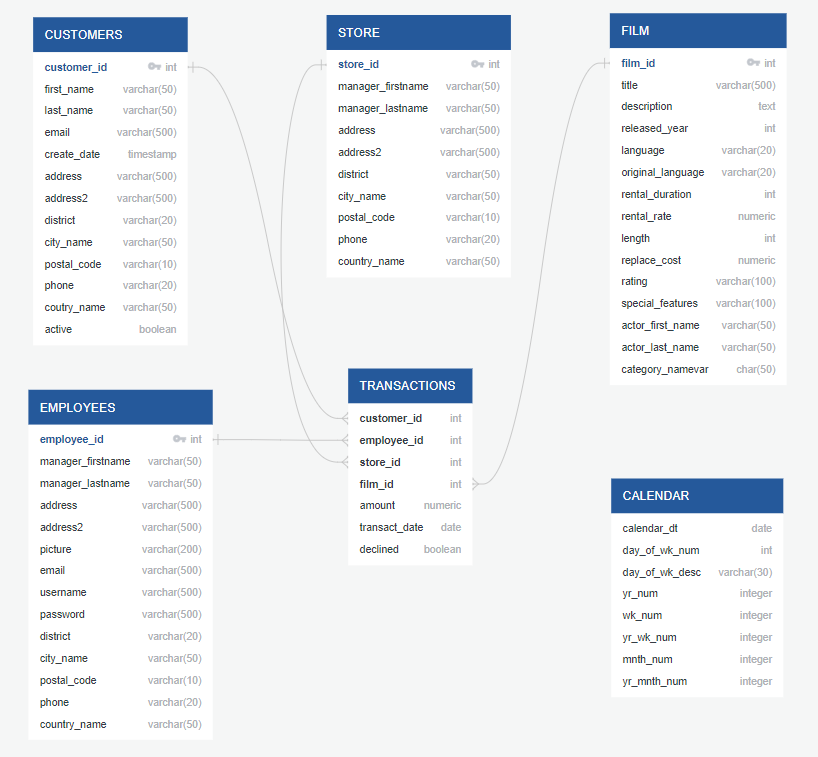 CUSTOMERS
customer_id int
first_name varchar(50)
last_name varchar(50)
email varchar(500)
create_date timestamp
address varchar(500)
address2 varchar(500)
district varchar(20)
city_name varchar(50)
postal_code varchar(10)
phone varchar(20)
coutry_name varchar(50)
active boolean
STORE
store_id int
manager_firstname varchar(50)
manager_lastname varchar(50)
address varchar(500)
address2 varchar(500)
district varchar(50)
city_name varchar(50)
postal_code varchar(10)
phone varchar(20)
country_name varchar(50)
FILM
film_id int
title varchar(500)
description text
released_year int
language varchar(20)
original_language varchar(20)
rental_duration int
rental_rate numeric
length int
replace_cost numeric
rating varchar(100)
special_features varchar(100)
actor_first_name varchar(50)
actor_last_name varchar(50)
category_namevar char(50)
EMPLOYEES
employee_id int
manager_firstname varchar(50)
manager_lastname varchar(50)
address varchar(500)
address2 varchar(500)
picture varchar(200)
email varchar(500)
username varchar(500)
password varchar(500)
district varchar(20)
city_name varchar(50)
postal_code varchar(10)
phone varchar(20)
country_name varchar(50)
TRANSACTIONS
customer_id int
employee_id int
store_id int
film_id int
amount numeric
transact_date date
declined boolean
CALENDAR
calendar_dt date
day_of_wk_num int
day_of_wk_desc varchar(30)
yr_num integer
wk_num integer
yr_wk_num integer
mnth_num integer
yr_mnth_num integer